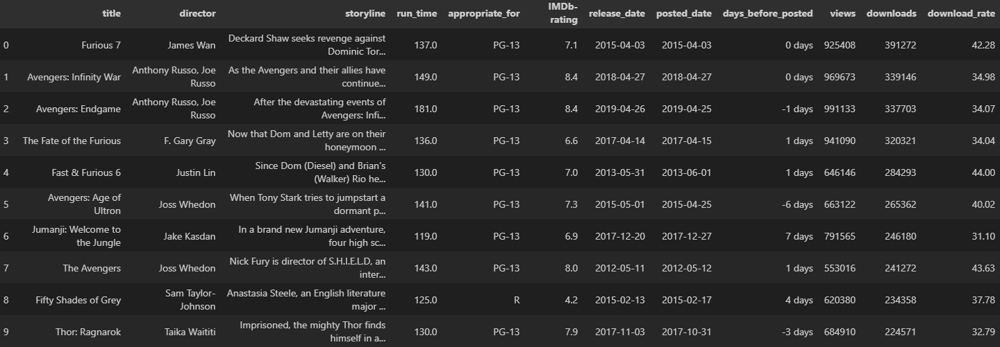 title director storyline run_time appropriate_for IMDb-rating release_date posted_date days_before_posted views downloads download_rate
0 Furious 7 James Wan Deckard Shaw seeks revenge against Dominic Tor... 137.0 PG-13 7.1 2015-04-03 2015-04-03 0 days 925408 391272 42.28
1 Avengers: Infinity War Anthony Russo, Joe Russo As the Avengers and their allies have continue... 149.0 PG-13 8.4 2018-04-27 2018-04-27 0 days 969673 339146 34.98
2 Avengers: Endgame Anthony Russo, Joe Russo After the devastating events of Avengers: Infi... 181.0 PG-13 8.4 2019-04-26 2019-04-25 -1 days 991133 337703 34.07
3 The Fate of the Furious F. Gary Gray Now that Dom and Letty are on their honeymoon ... 136.0 PG-13 6.6 2017-04-14 2017-04-15 1 days 941090 320321 34.04
4 Fast & Furious 6 Justin Lin Since Dom (Diesel) and Brian's (Walker) Rio he... 130.0 PG-13 7.0 2013-05-31 2013-06-01 1 days 646146 284293 44.00
5 Avengers: Age of Ultron Joss Whedon When Tony Stark tries to jumpstart a dormant p... 141.0 PG-13 7.3 2015-05-01 2015-04-25 -6 days 663122 265362 40.02
6 Jumanji: Welcome to the Jungle Jake Kasdan In a brand new Jumanji adventure, four high sc... 119.0 PG-13 6.9 2017-12-20 2017-12-27 7 days 791565 246180 31.10
7 The Avengers Joss Whedon Nick Fury is director of S.H.I.E.L.D, an inter... 143.0 PG-13 8.0 2012-05-11 2012-05-12 1 days 553016 241272 43.63
8 Fifty Shades of Grey Sam Taylor-Johnson Anastasia Steele, an English literature major ... 125.0 R 4.2 2015-02-13 2015-02-17 4 days 620380 234358 37.78
9 Thor: Ragnarok Taika Waititi Imprisoned, the mighty Thor finds himself in a... 130.0 PG-13 7.9 2017-11-03 2017-10-31 -3 days 684910 224571 32.79